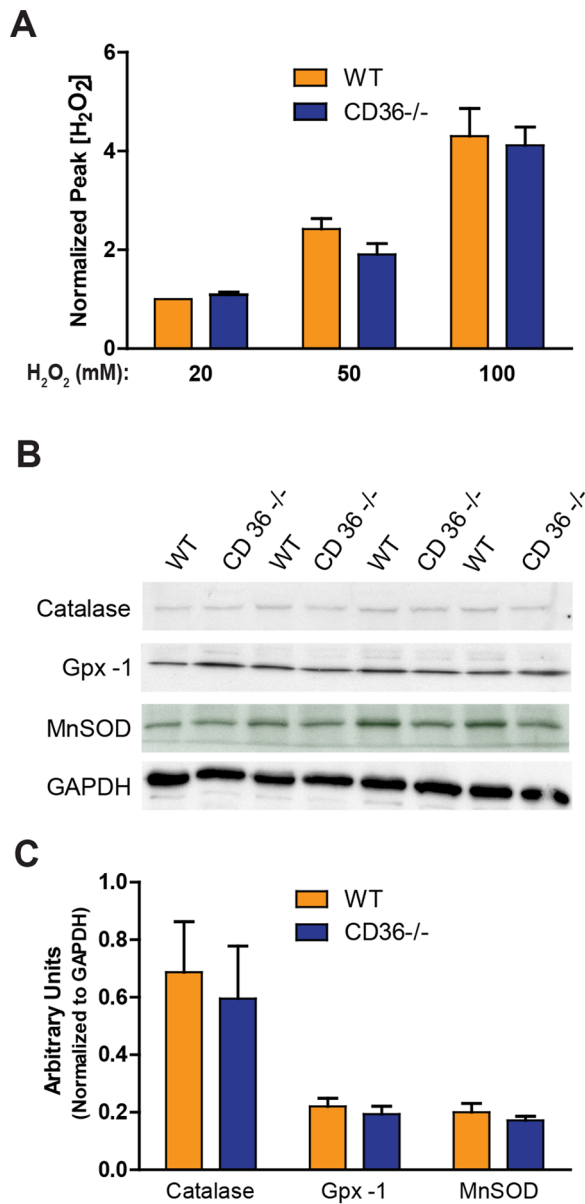 A
Normalized Peak [H₂O₂]
6
4
2
0
WT
CD36-/-
H₂O₂ (mM): 20 50 100
B
WT CD 36 -/- WT CD 36 -/- WT CD 36 -/- WT CD 36 -/-
Catalase
Gpx -1
MnSOD
GAPDH
C
Arbitrary Units
(Normalized to GAPDH)
1.0
0.8
0.6
0.4
0.2
0.0
WT
CD36-/-
Catalase Gpx -1 MnSOD